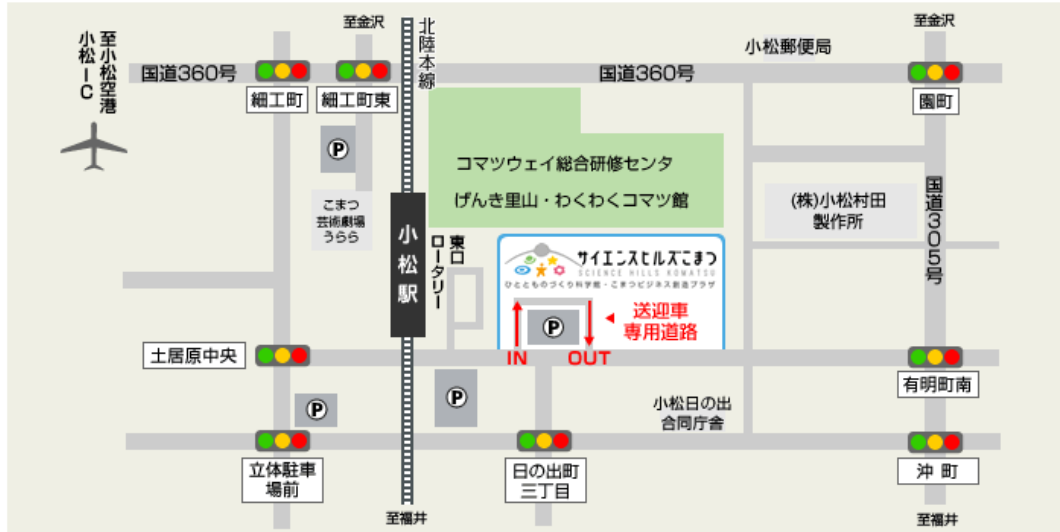 至金沢
至金沢
至小松空港
小松IC
国道360号
北陸本線
国道360号
小松郵便局
細工町
細工町東
園町
P
コマツウェイ総合研修センタ
げんき里山・わくわくコマツ館
こまつ
芸術劇場
うらら
(株)小松村田
製作所
国道305号
小松駅
東口
ロータリー
サイエンスヒルズこまつ
SCIENCE HILLS KOMATSU
ひととものづくり科学館・こまつビジネス創造プラザ
P
送迎車
専用道路
IN
OUT
土居原中央
有明町南
P
P
小松日の出
合同庁舎
立体駐車
場前
日の出町
三丁目
沖町
至福井
至福井